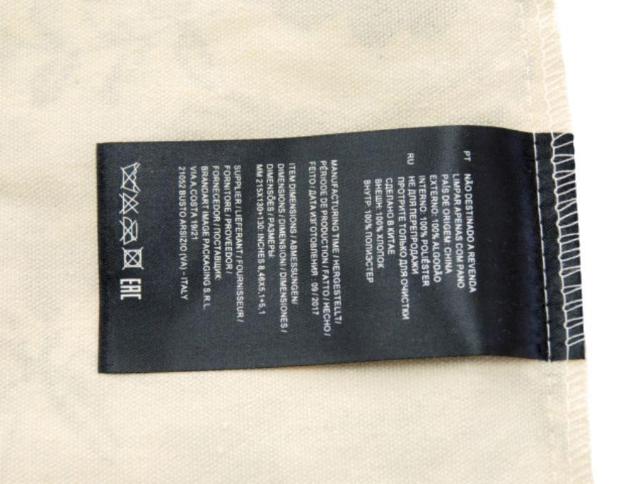 PT NÃO DESTINADO A REVENDA
LIMPAR APENAS COM PANO
PAÍS DE ORIGEM: CHINA
EXTERNO: 100% ALGODÃO
INTERNO: 100% POLIÉSTER
RU НЕ ДЛЯ ПЕРЕПРОДАЖИ
ПРОТРИТЕ ТОЛЬКО ДЛЯ ОЧИСТКИ
СДЕЛАНО В КИТАЕ
ВНЕШН: 100% ХЛОПОК
ВНУТР: 100% ПОЛИЭСТЕР
MANUFACTURING TIME / HERGESTELLT/
PÉRIODE DE PRODUCTION / FATTO / HECHO /
FEITO / ДАТА ИЗГОТОВЛЕНИЯ : 09 / 2017
ITEM DIMENSIONS / ABMESSUNGEN/
DIMENSIONS / DIMENSIONI / DIMENSIONES /
DIMENSÕES / РАЗМЕРЫ:
MM 215X130+130: INCHES 8,46X5,1+5,1
SUPPLIER / LIEFERANT / FOURNISSEUR /
FORNITORE / PROVEEDOR /
FORNECEDOR / ПОСТАВЩИК:
BRANDART IMAGE PACKAGING S.R.L.
VIA A.COSTA 19/21
21052 BUSTO ARSIZIO (VA) - ITALY
EAC